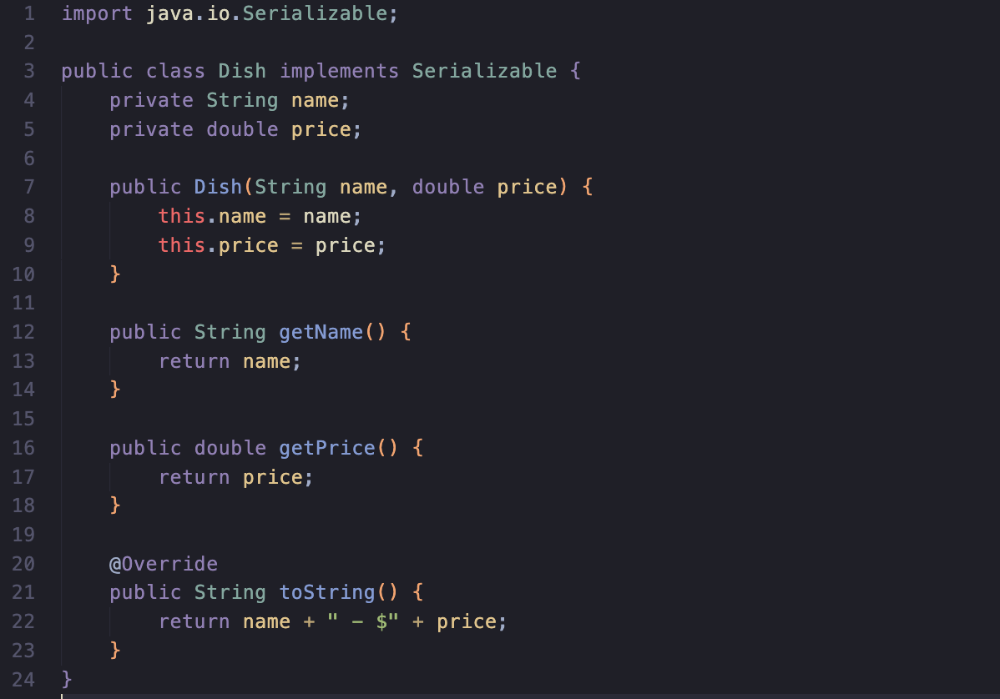 1 import java.io.Serializable;
2
3 public class Dish implements Serializable {
4     private String name;
5     private double price;
6
7     public Dish(String name, double price) {
8         this.name = name;
9         this.price = price;
10     }
11
12     public String getName() {
13         return name;
14     }
15
16     public double getPrice() {
17         return price;
18     }
19
20     @Override
21     public String toString() {
22         return name + " - $" + price;
23     }
24 }